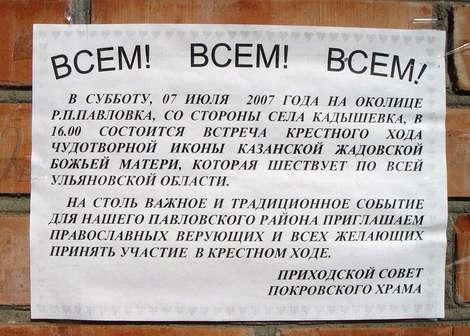 ВСЕМ! ВСЕМ! ВСЕМ!
В СУББОТУ, 07 ИЮЛЯ 2007 ГОДА НА ОКОЛИЦЕ
Р.П.ПАВЛОВКА, СО СТОРОНЫ СЕЛА КАДЫШЕВКА, В
16.00 СОСТОИТСЯ ВСТРЕЧА КРЕСТНОГО ХОДА
ЧУДОТВОРНОЙ ИКОНЫ КАЗАНСКОЙ ЖАДОВСКОЙ
БОЖЬЕЙ МАТЕРИ, КОТОРАЯ ШЕСТВУЕТ ПО ВСЕЙ
УЛЬЯНОВСКОЙ ОБЛАСТИ.
НА СТОЛЬ ВАЖНОЕ И ТРАДИЦИОННОЕ СОБЫТИЕ
ДЛЯ НАШЕГО ПАВЛОВСКОГО РАЙОНА ПРИГЛАШАЕМ
ПРАВОСЛАВНЫХ ВЕРУЮЩИХ И ВСЕХ ЖЕЛАЮЩИХ
ПРИНЯТЬ УЧАСТИЕ В КРЕСТНОМ ХОДЕ.
ПРИХОДСКОЙ СОВЕТ
ПОКРОВСКОГО ХРАМА